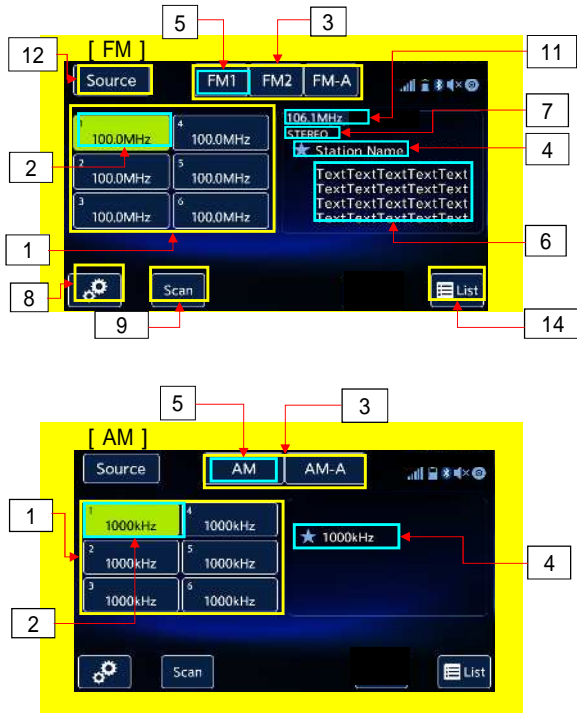 5
3
[ FM ]
12
11
Source
FM1
FM2
FM-A
7
106.1MHz
STEREO
4
1
100.0MHz
4
100.0MHz
Station Name
2
2
100.0MHz
5
100.0MHz
TextTextTextTextText
TextTextTextTextText
TextTextTextTextText
TextTextTextTextText
3
100.0MHz
6
100.0MHz
1
6
8
Scan
List
9
14
5
3
[ AM ]
Source
AM
AM-A
1
1
1000kHz
4
1000kHz
1000kHz
2
1000kHz
5
1000kHz
4
3
1000kHz
6
1000kHz
2
Scan
List